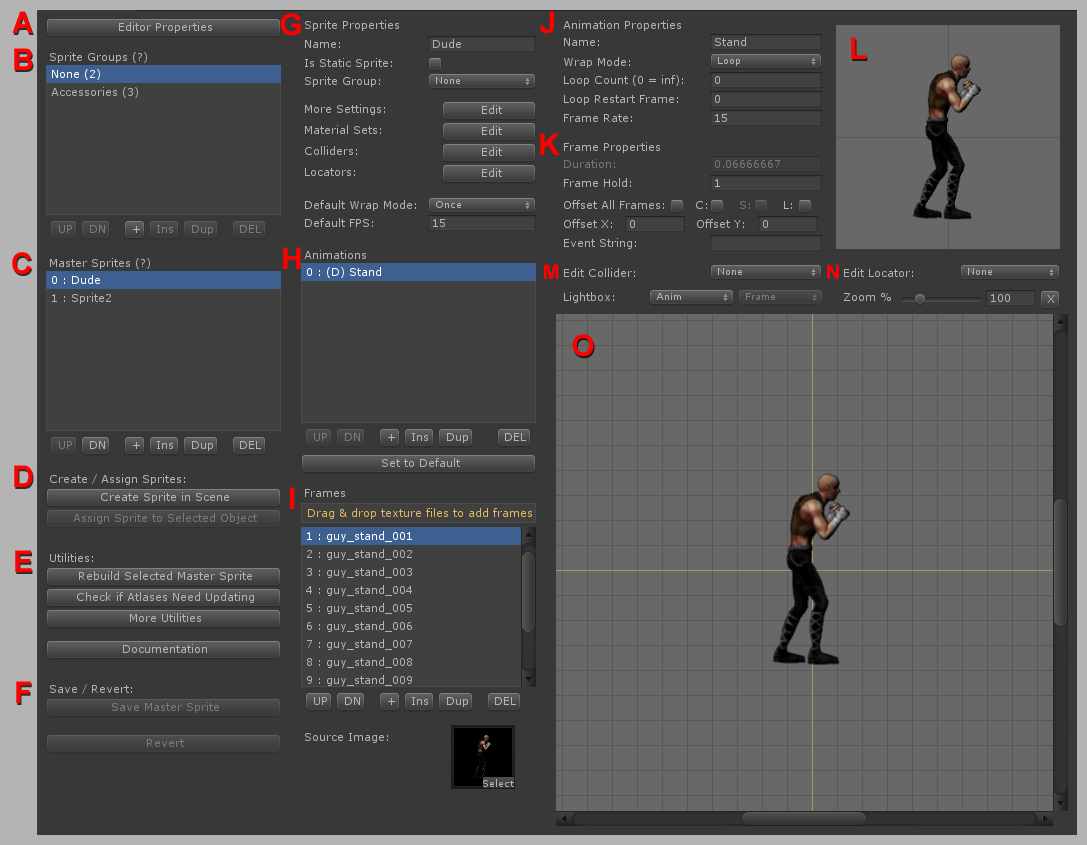 A
Editor Properties
B
Sprite Groups (?)
None (2)
Accessories (3)
UP DN + Ins Dup DEL
C
Master Sprites (?)
0 : Dude
1 : Sprite2
UP DN + Ins Dup DEL
D
Create / Assign Sprites:
Create Sprite in Scene
Assign Sprite to Selected Object
E
Utilities:
Rebuild Selected Master Sprite
Check if Atlases Need Updating
More Utilities
Documentation
F
Save / Revert:
Save Master Sprite
Revert
G
Sprite Properties
Name: Dude
Is Static Sprite:
Sprite Group: None
More Settings: Edit
Material Sets: Edit
Colliders: Edit
Locators: Edit
Default Wrap Mode: Once
Default FPS: 15
H
Animations
0 : (D) Stand
UP DN + Ins Dup DEL
Set to Default
I
Frames
Drag & drop texture files to add frames
1 : guy_stand_001
2 : guy_stand_002
3 : guy_stand_003
4 : guy_stand_004
5 : guy_stand_005
6 : guy_stand_006
7 : guy_stand_007
8 : guy_stand_008
9 : guy_stand_009
UP DN + Ins Dup DEL
Source Image:
Select
J
Animation Properties
Name: Stand
Wrap Mode: Loop
Loop Count (0 = inf): 0
Loop Restart Frame: 0
Frame Rate: 15
K
Frame Properties
Duration: 0.06666667
Frame Hold: 1
Offset All Frames: C: S: L:
Offset X: 0 Offset Y: 0
Event String:
L
M
Edit Collider: None
N
Edit Locator: None
Lightbox: Anim Frame
Zoom % 100 X
O